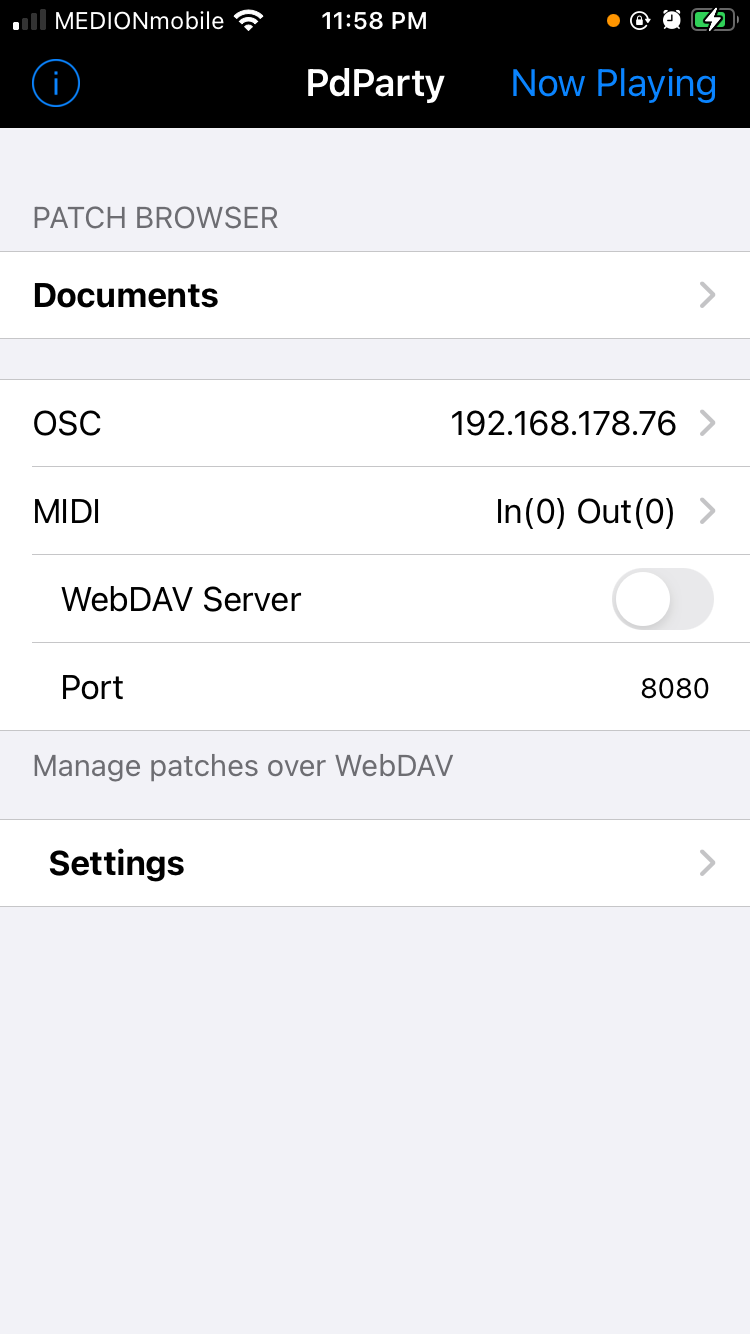 MEDIONmobile 11:58 PM
i PdParty Now Playing
PATCH BROWSER
Documents
OSC 192.168.178.76
MIDI In(0) Out(0)
WebDAV Server
Port 8080
Manage patches over WebDAV
Settings